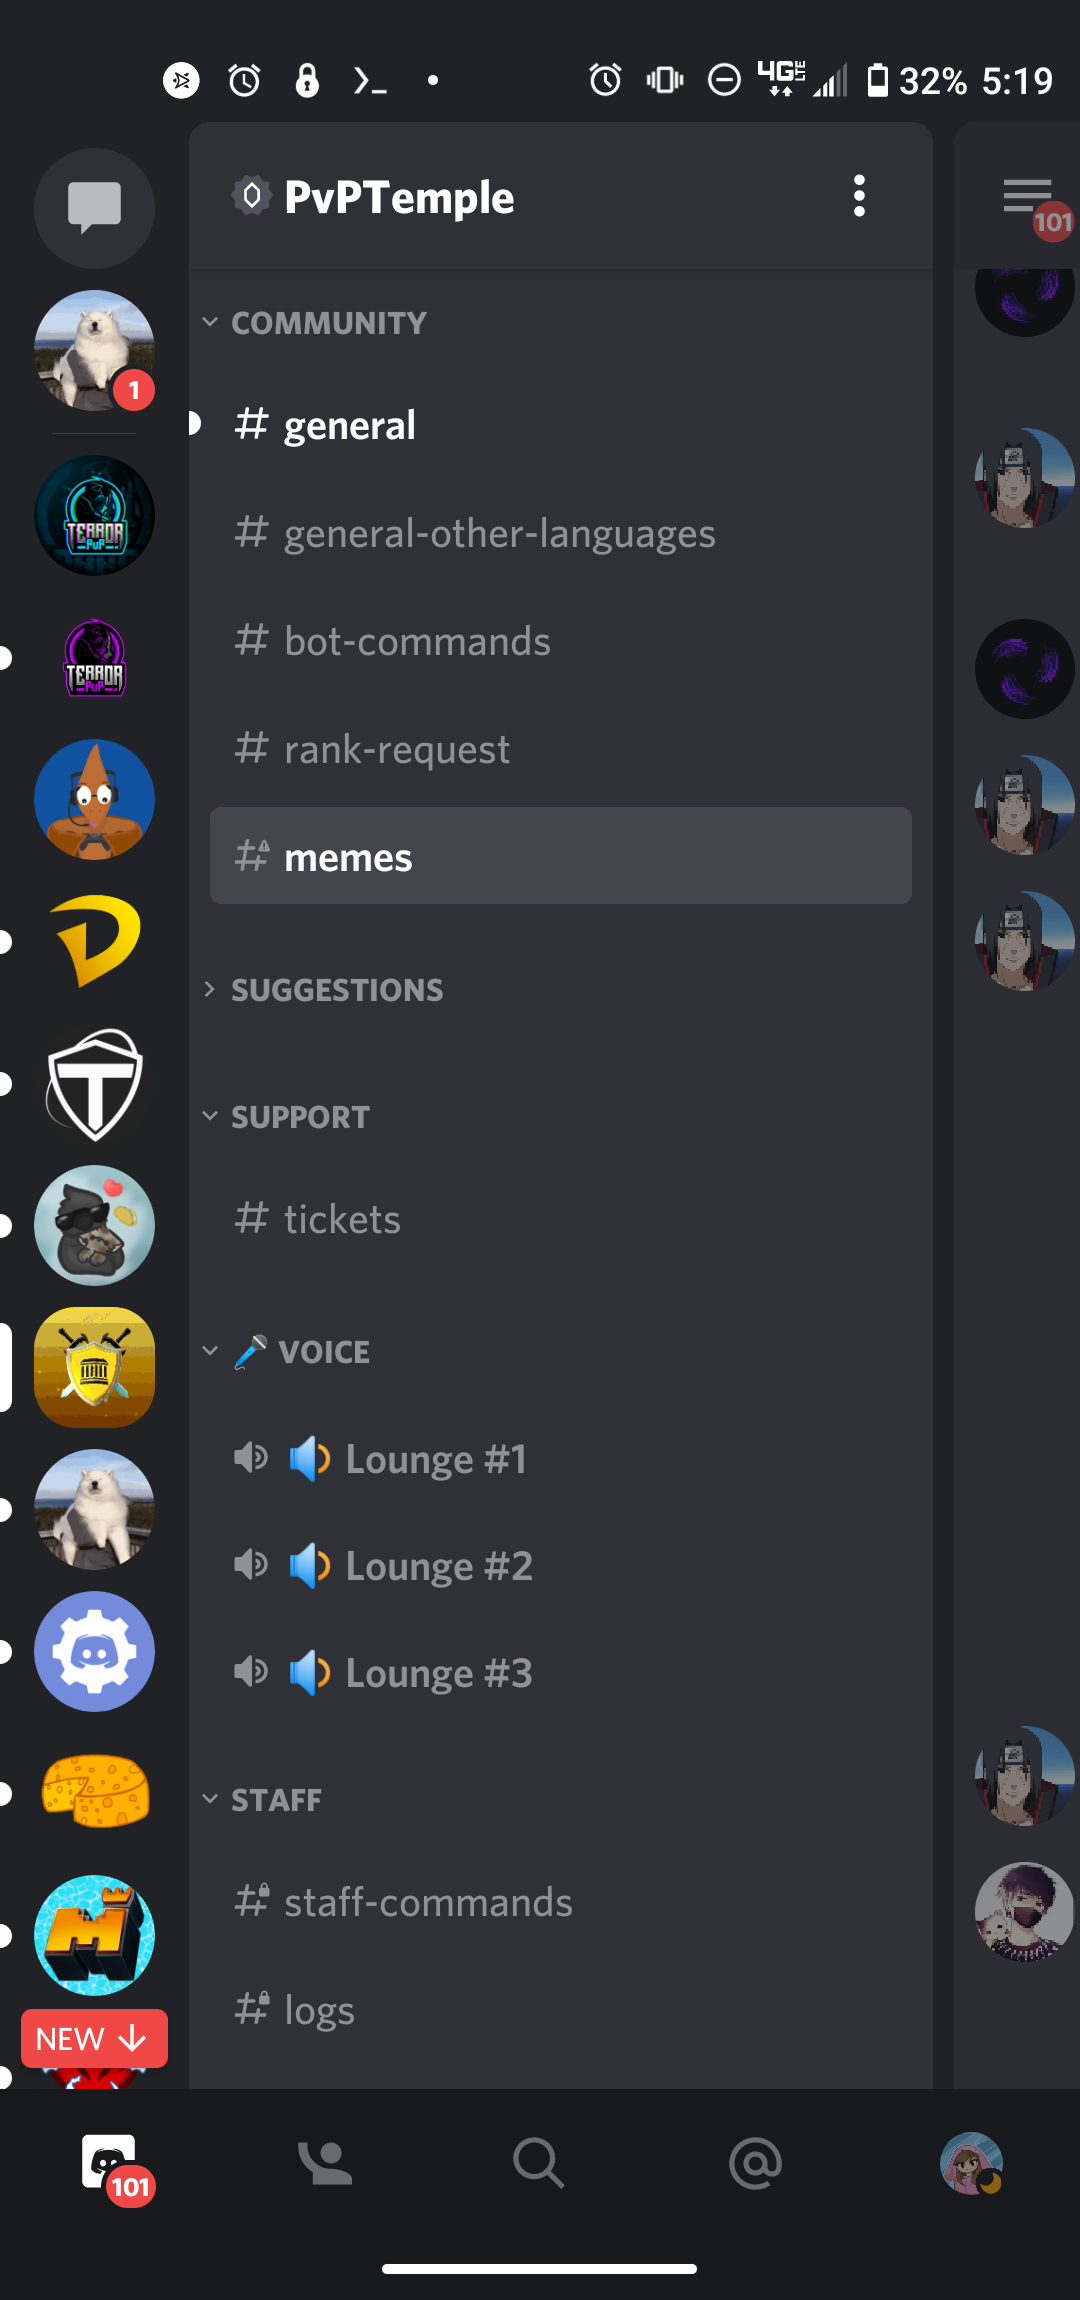 4G LTE 32% 5:19
PvPTemple
101
COMMUNITY
1
# general
TERROR
PvP
# general-other-languages
# bot-commands
TERROR
PvP
# rank-request
# memes
SUGGESTIONS
T
SUPPORT
# tickets
🎤 VOICE
Lounge #1
Lounge #2
Lounge #3
STAFF
# staff-commands
# logs
NEW ↓
101